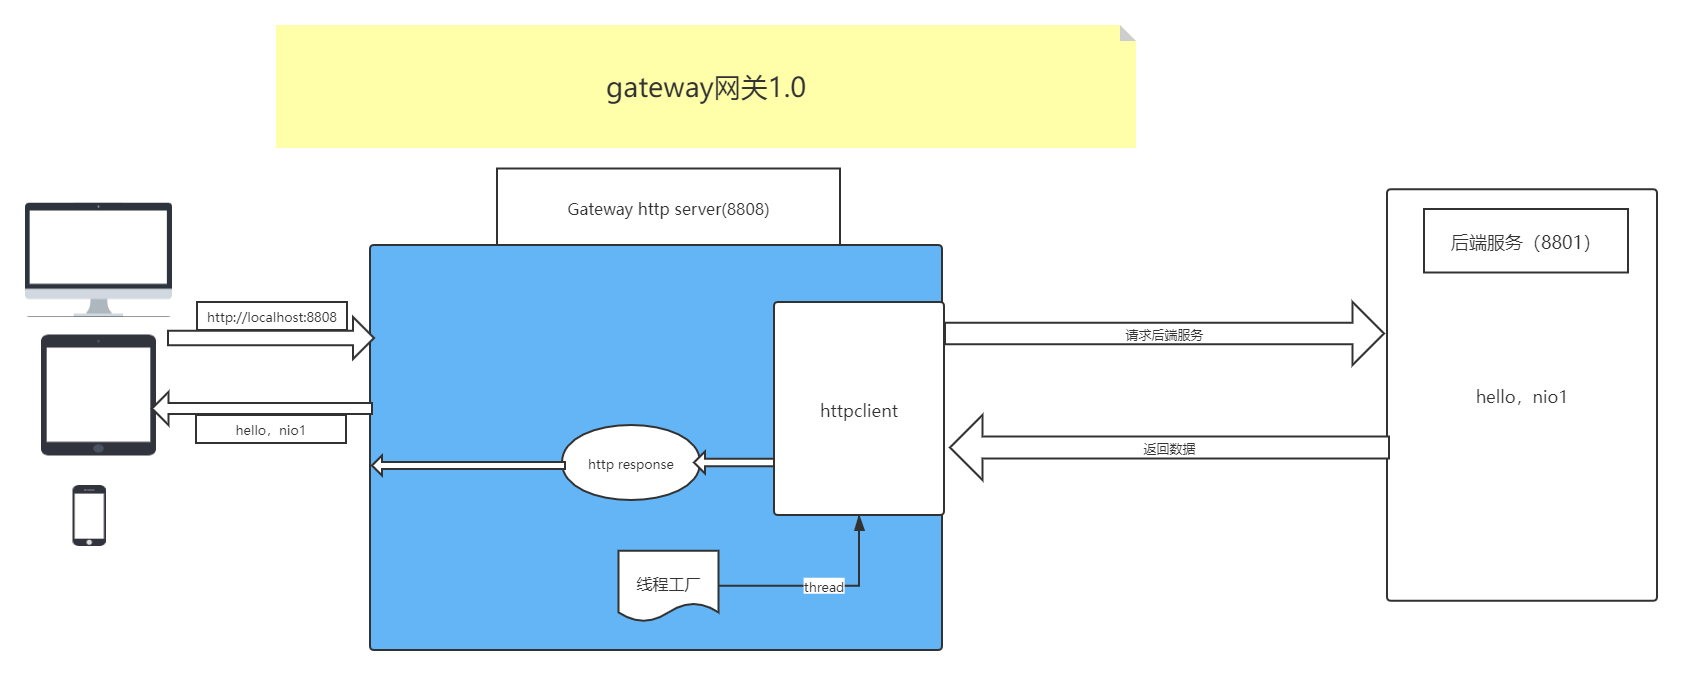 gateway网关1.0
Gateway http server(8808)
后端服务（8801）
http://localhost:8808
请求后端服务
hello，nio1
httpclient
hello，nio1
返回数据
http response
线程工厂
thread